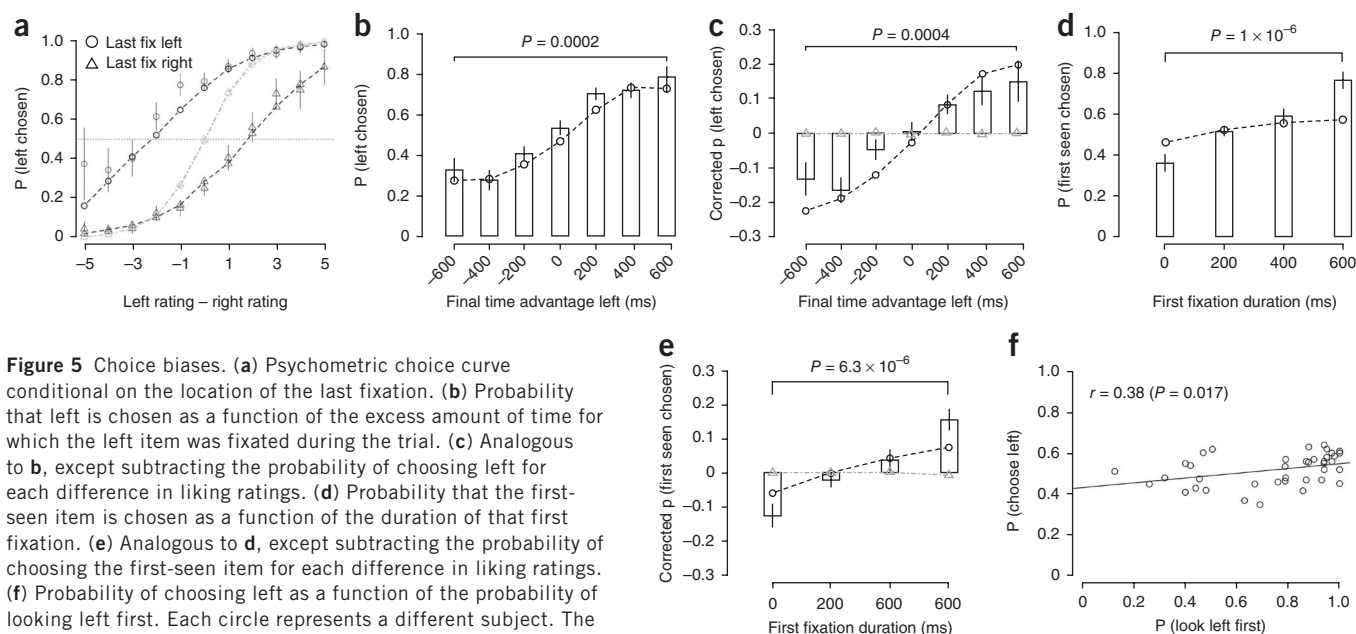 a
Last fix left
Last fix right
P (left chosen)
1.0
0.8
0.6
0.4
0.2
0
–5 –3 –1 1 3 5
Left rating – right rating
b
P = 0.0002
P (left chosen)
1.0
0.8
0.6
0.4
0.2
0
–600 –400 –200 0 200 400 600
Final time advantage left (ms)
c
P = 0.0004
Corrected p (left chosen)
0.3
0.2
0.1
0
–0.1
–0.2
–0.3
–600 –400 –200 0 200 400 600
Final time advantage left (ms)
d
P = 1 × 10⁻⁶
P (first seen chosen)
1.0
0.8
0.6
0.4
0.2
0
0 200 400 600
First fixation duration (ms)
Figure 5 Choice biases. (a) Psychometric choice curve
conditional on the location of the last fixation. (b) Probability
that left is chosen as a function of the excess amount of time for
which the left item was fixated during the trial. (c) Analogous
to b, except subtracting the probability of choosing left for
each difference in liking ratings. (d) Probability that the first-
seen item is chosen as a function of the duration of that first
fixation. (e) Analogous to d, except subtracting the probability of
choosing the first-seen item for each difference in liking ratings.
(f) Probability of choosing left as a function of the probability of
looking left first. Each circle represents a different subject. The
e
P = 6.3 × 10⁻⁶
Corrected p (first seen chosen)
0.3
0.2
0.1
0
–0.1
–0.2
–0.3
0 200 600 600
First fixation duration (ms)
f
r = 0.38 (P = 0.017)
P (choose left)
1.0
0.8
0.6
0.4
0.2
0
0 0.2 0.4 0.6 0.8 1.0
P (look left first)